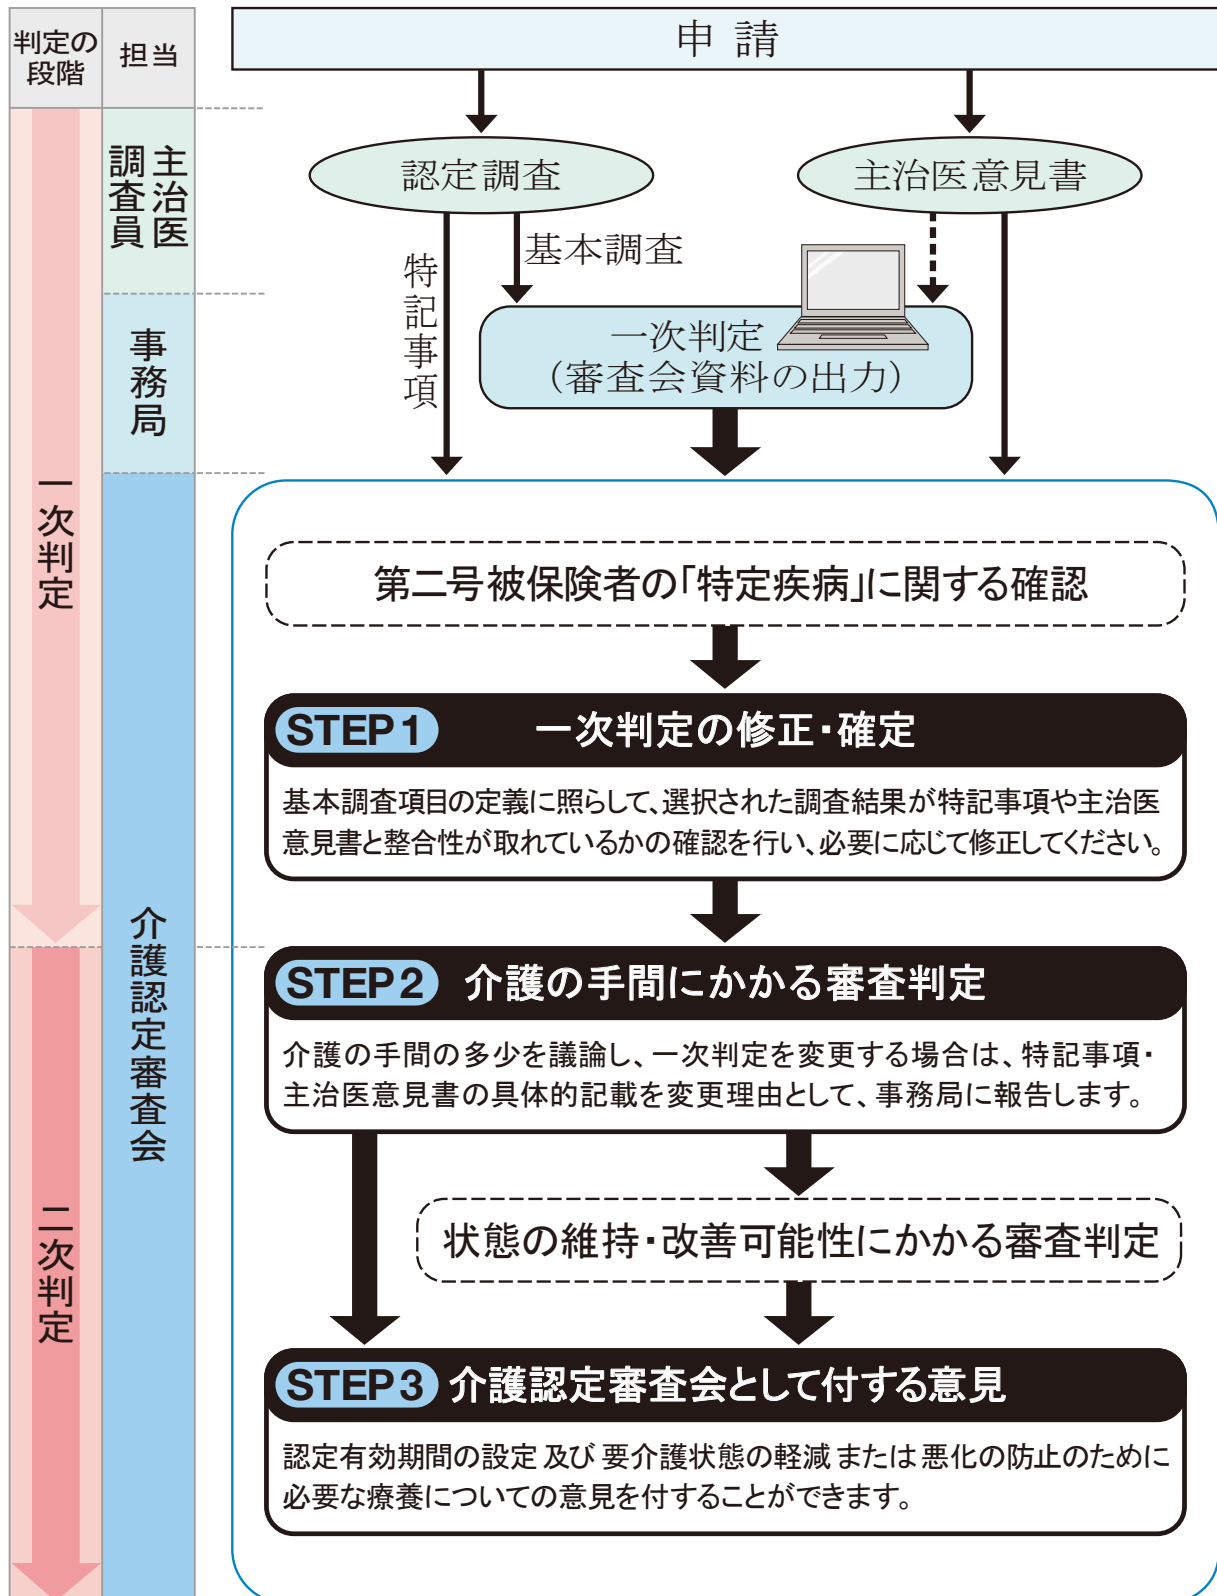 判定の
段階
担当
申請
主治医
調査員
認定調査
主治医意見書
特記事項
基本調査
事務局
一次判定
（審査会資料の出力）
一次判定
第二号被保険者の「特定疾病」に関する確認
STEP1 一次判定の修正・確定
基本調査項目の定義に照らして、選択された調査結果が特記事項や主治医
意見書と整合性が取れているかの確認を行い、必要に応じて修正してください。
介護認定審査会
STEP2 介護の手間にかかる審査判定
介護の手間の多少を議論し、一次判定を変更する場合は、特記事項・
主治医意見書の具体的記載を変更理由として、事務局に報告します。
二次判定
状態の維持・改善可能性にかかる審査判定
STEP3 介護認定審査会として付する意見
認定有効期間の設定 及び 要介護状態の軽減 または 悪化の防止のために
必要な療養についての意見を付することができます。